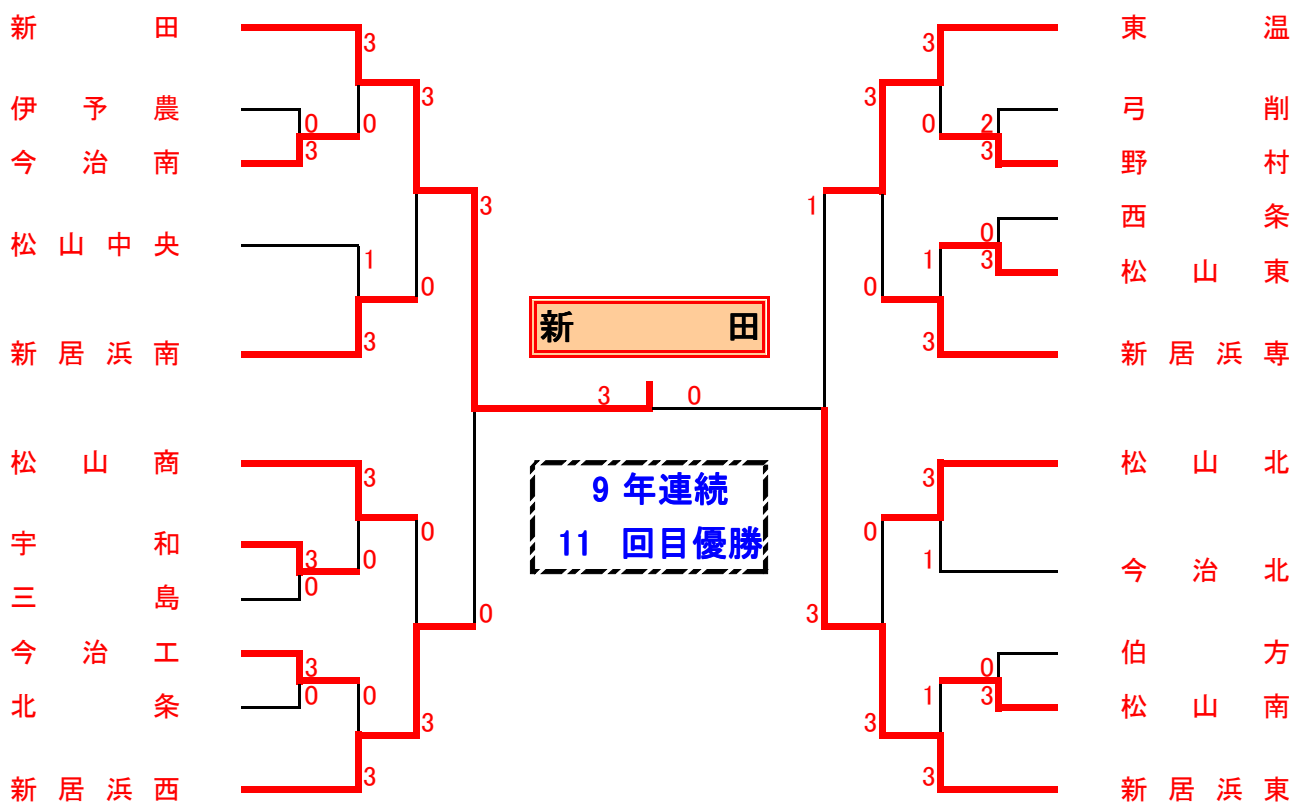 新田
3
伊予農
0
0
今治南
3
3
松山中央
1
0
新居浜南
3
3
松山商
3
0
宇和
3
0
三島
0
今治工
3
0
北条
0
3
新居浜西
3
0
新田
3 0
9 年連続
11 回目優勝
東温
3
3
弓削
2
0
野村
3
1
西条
0
1
松山東
3
0
新居浜専
3
松山北
3
0
今治北
1
伯方
0
1
松山南
3
3
3
新居浜東
3